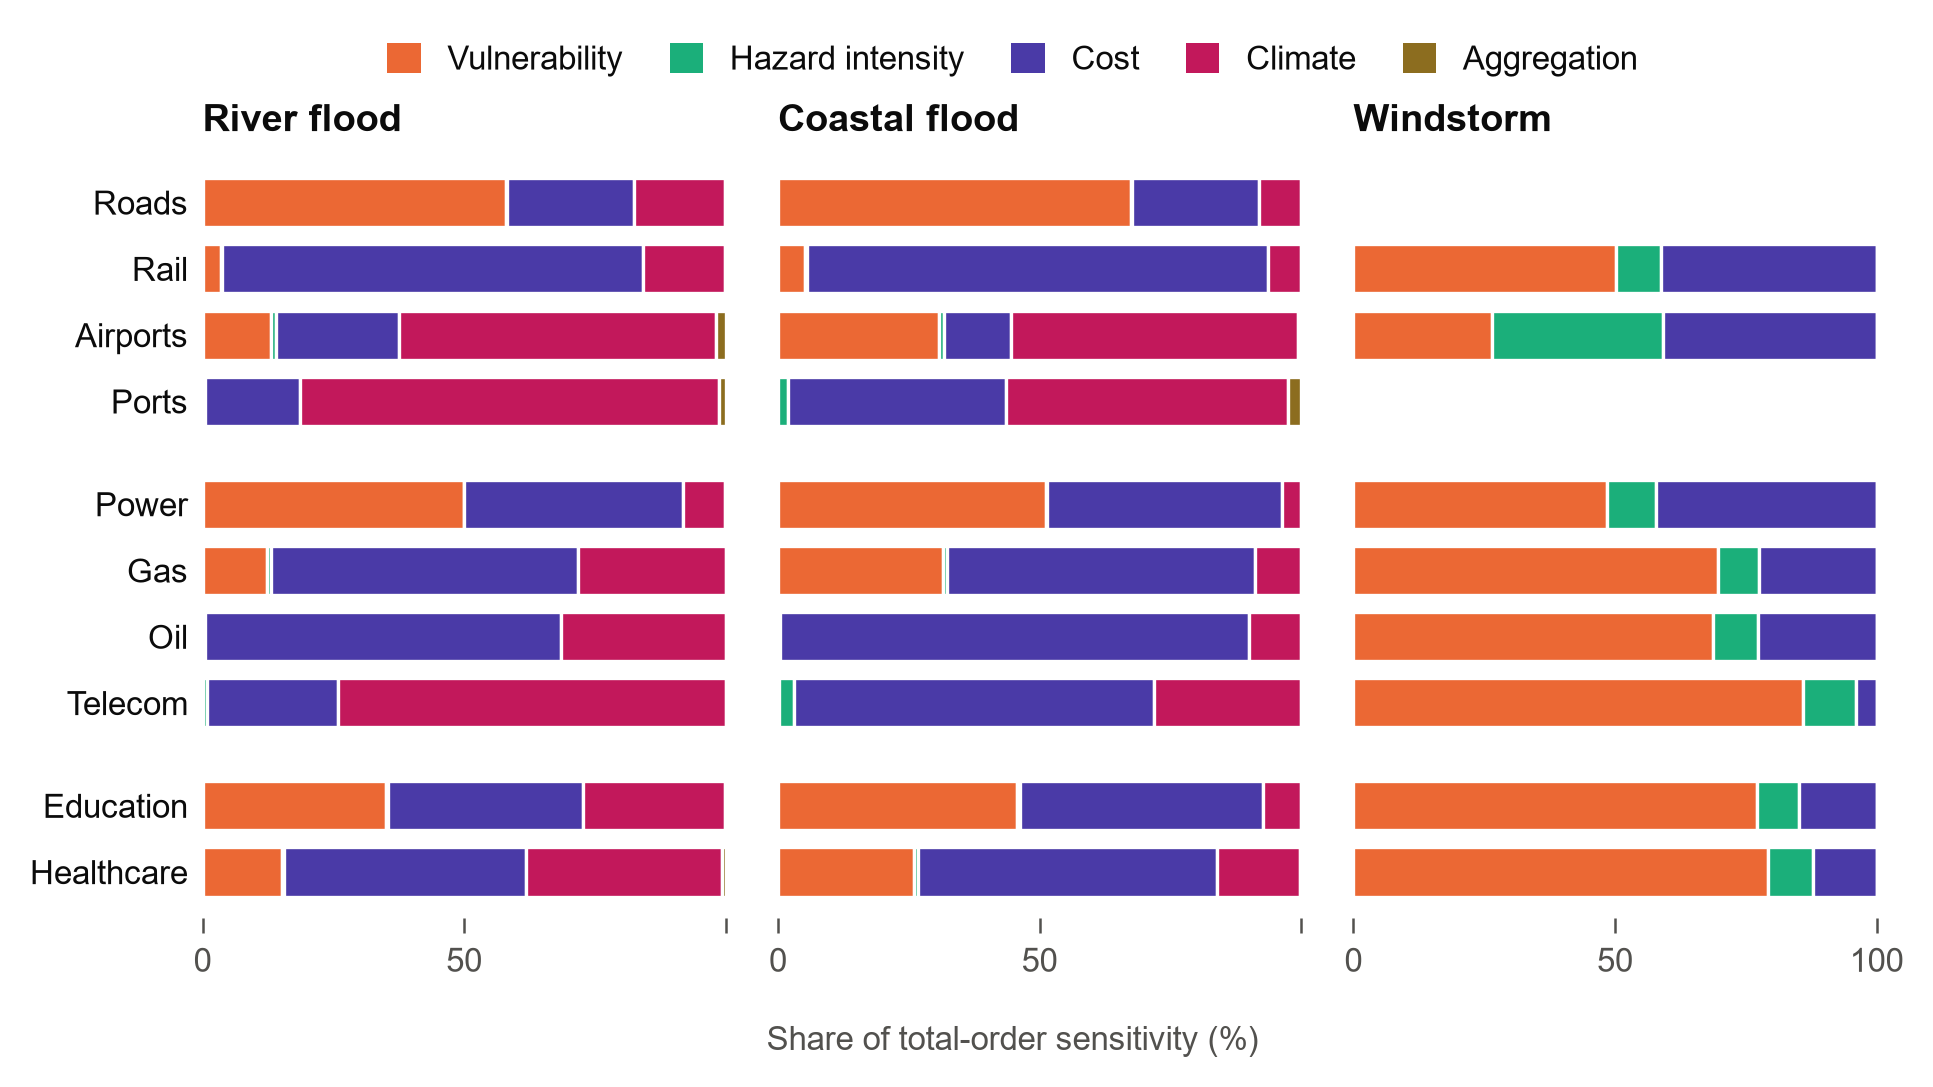 Vulnerability Hazard intensity Cost Climate Aggregation
River flood Coastal flood Windstorm
Roads
Rail
Airports
Ports
Power
Gas
Oil
Telecom
Education
Healthcare
0 50 0 50 0 50 100
Share of total-order sensitivity (%)